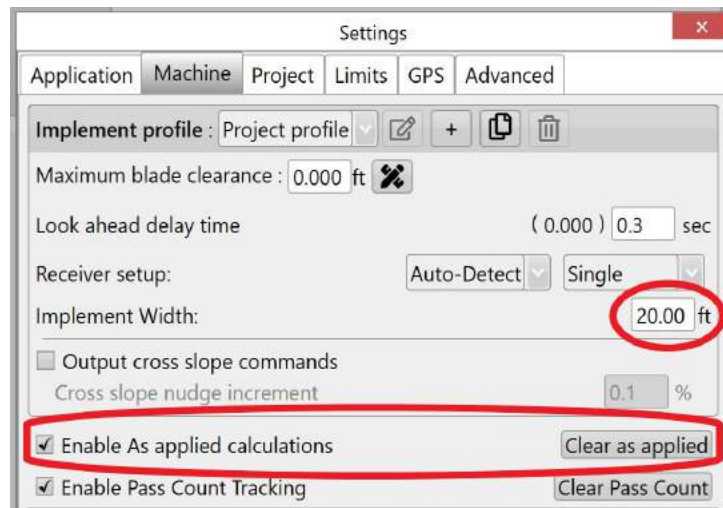 Settings
x
Application Machine Project Limits GPS Advanced
Implement profile : Project profile +
Maximum blade clearance : 0.000 ft
Look ahead delay time ( 0.000 ) 0.3 sec
Receiver setup: Auto-Detect Single
Implement Width: 20.00 ft
Output cross slope commands
Cross slope nudge increment 0.1 %
Enable As applied calculations Clear as applied
Enable Pass Count Tracking Clear Pass Count